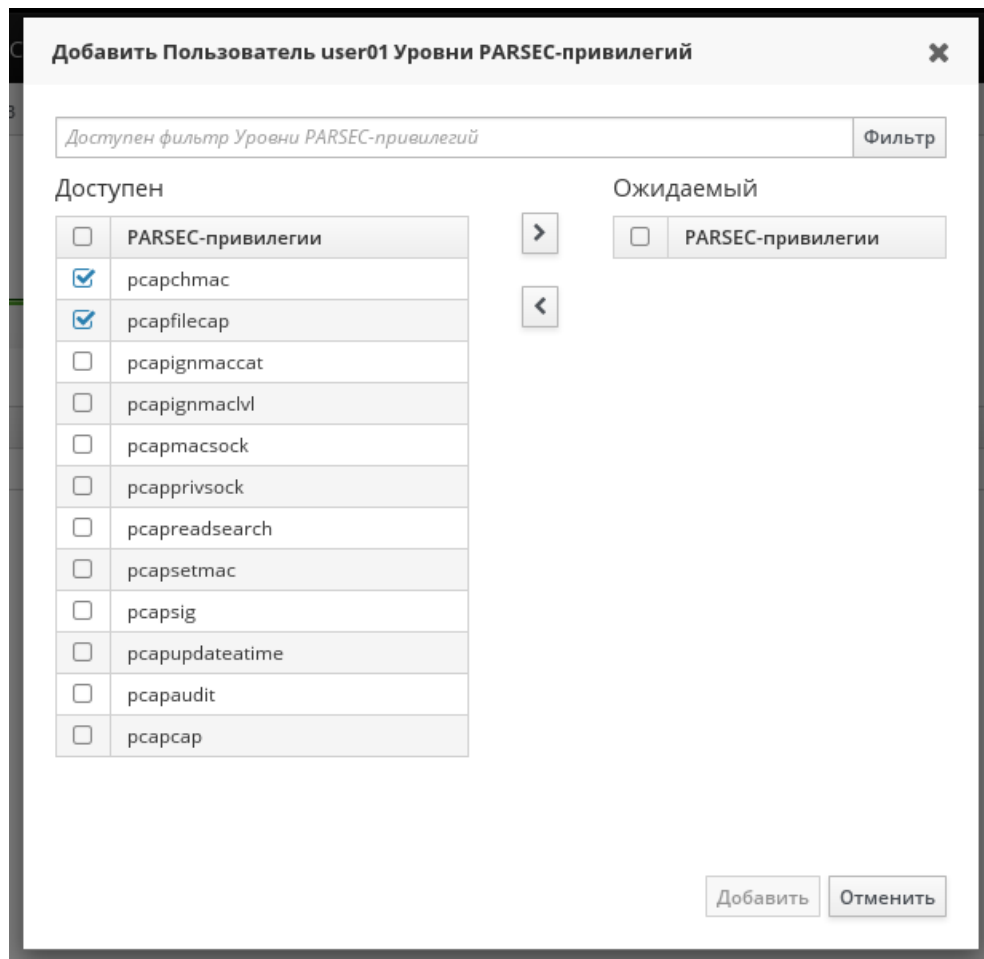 Добавить Пользователь user01 Уровни PARSEC-привилегий
Доступен фильтр Уровни PARSEC-привилегий
Фильтр
Доступен
PARSEC-привилегии
pcapchmac
pcapfilecap
pcapignmaccat
pcapignmaclvl
pcapmacsock
pcapprivsock
pcapreadsearch
pcapsetmac
pcapsig
pcapupdateatime
pcapaudit
pcapcap
Ожидаемый
PARSEC-привилегии
Добавить
Отменить